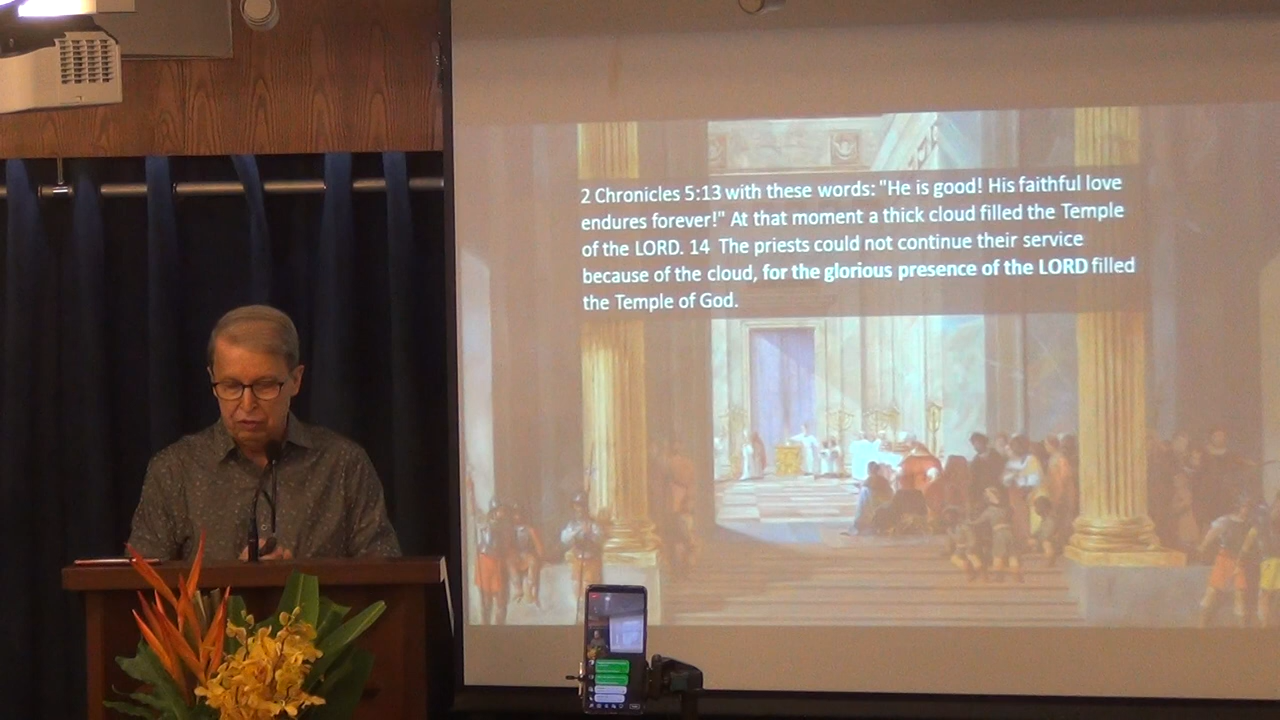 2 Chronicles 5:13 with these words: "He is good! His faithful love
endures forever!" At that moment a thick cloud filled the Temple
of the LORD. 14 The priests could not continue their service
because of the cloud, for the glorious presence of the LORD filled
the Temple of God.